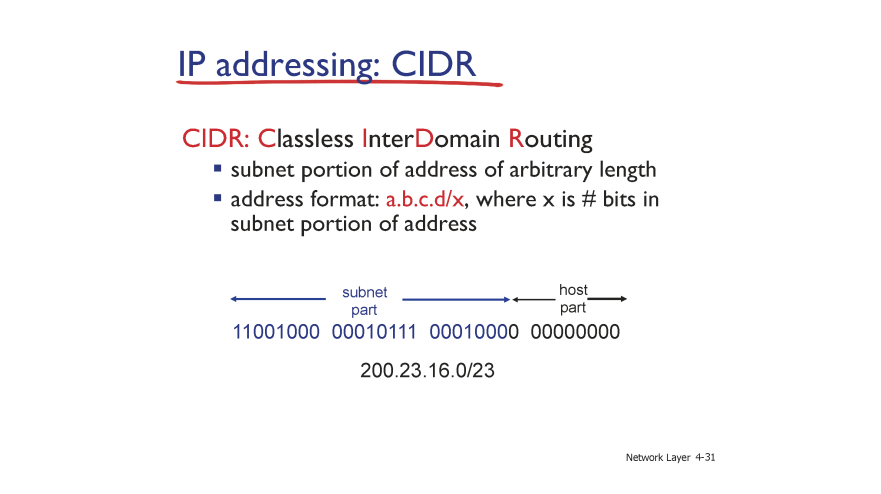 IP addressing: CIDR
CIDR: Classless InterDomain Routing
▪ subnet portion of address of arbitrary length
▪ address format: a.b.c.d/x, where x is # bits in
subnet portion of address
subnet
part
host
part
11001000 00010111 00010000 00000000
200.23.16.0/23
Network Layer 4-31